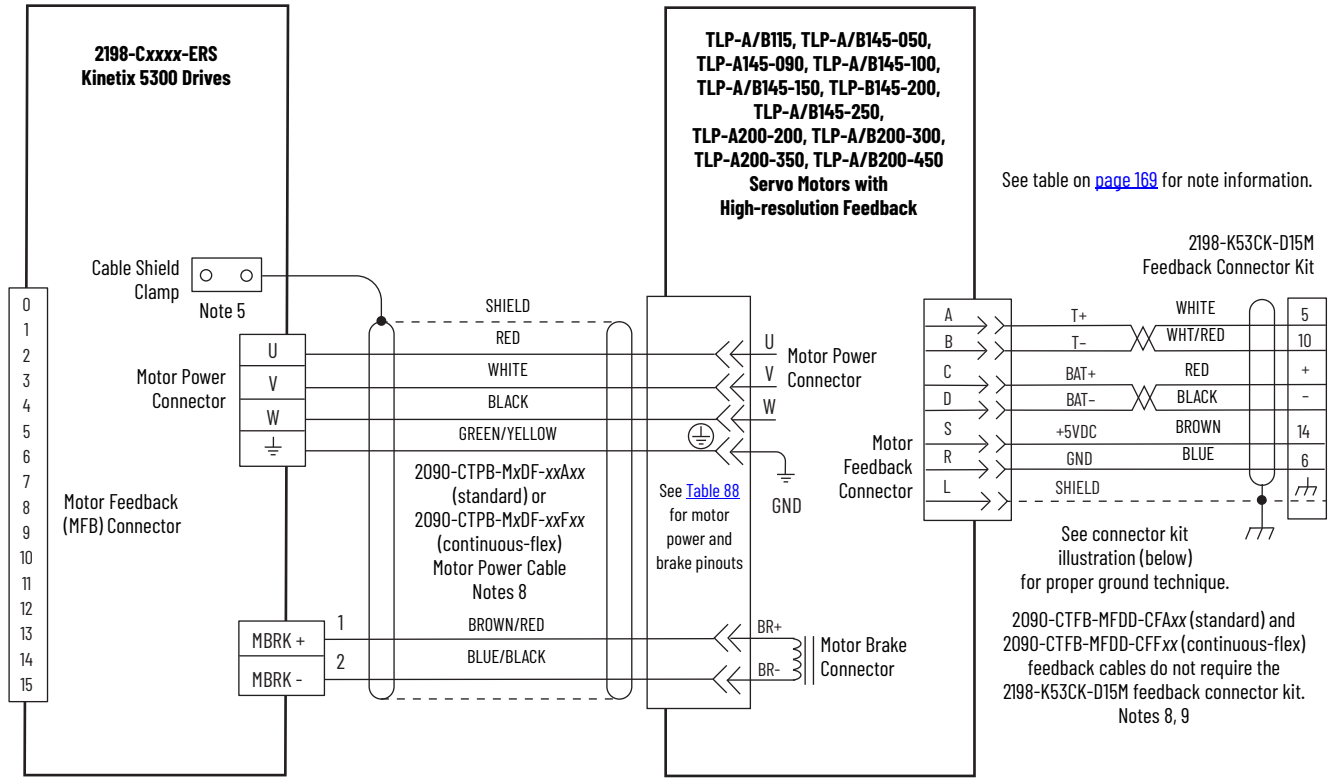 2198-Cxxxx-ERS
Kinetix 5300 Drives
Cable Shield
Clamp
Note 5
0
1
2
3
4
5
6
7
8
9
10
11
12
13
14
15
Motor Feedback
(MFB) Connector
Motor Power
Connector
U
V
W
MBRK +
MBRK -
1
2
SHIELD
RED
WHITE
BLACK
GREEN/YELLOW
2090-CTPB-MxDF-xxAxx
(standard) or
2090-CTPB-MxDF-xxFxx
(continuous-flex)
Motor Power Cable
Notes 8
BROWN/RED
BLUE/BLACK
TLP-A/B115, TLP-A/B145-050,
TLP-A145-090, TLP-A/B145-100,
TLP-A/B145-150, TLP-B145-200,
TLP-A/B145-250,
TLP-A200-200, TLP-A/B200-300,
TLP-A200-350, TLP-A/B200-450
Servo Motors with
High-resolution Feedback
U
V
W
Motor Power
Connector
GND
See Table 88
for motor
power and
brake pinouts
BR+
BR-
Motor Brake
Connector
Motor
Feedback
Connector
A
B
C
D
S
R
L
T+
T-
BAT+
BAT-
+5VDC
GND
SHIELD
WHITE
WHT/RED
RED
BLACK
BROWN
BLUE
5
10
+
-
14
6
See table on page 169 for note information.
2198-K53CK-D15M
Feedback Connector Kit
See connector kit
illustration (below)
for proper ground technique.
2090-CTFB-MFDD-CFAxx (standard) and
2090-CTFB-MFDD-CFFxx (continuous-flex)
feedback cables do not require the
2198-K53CK-D15M feedback connector kit.
Notes 8, 9